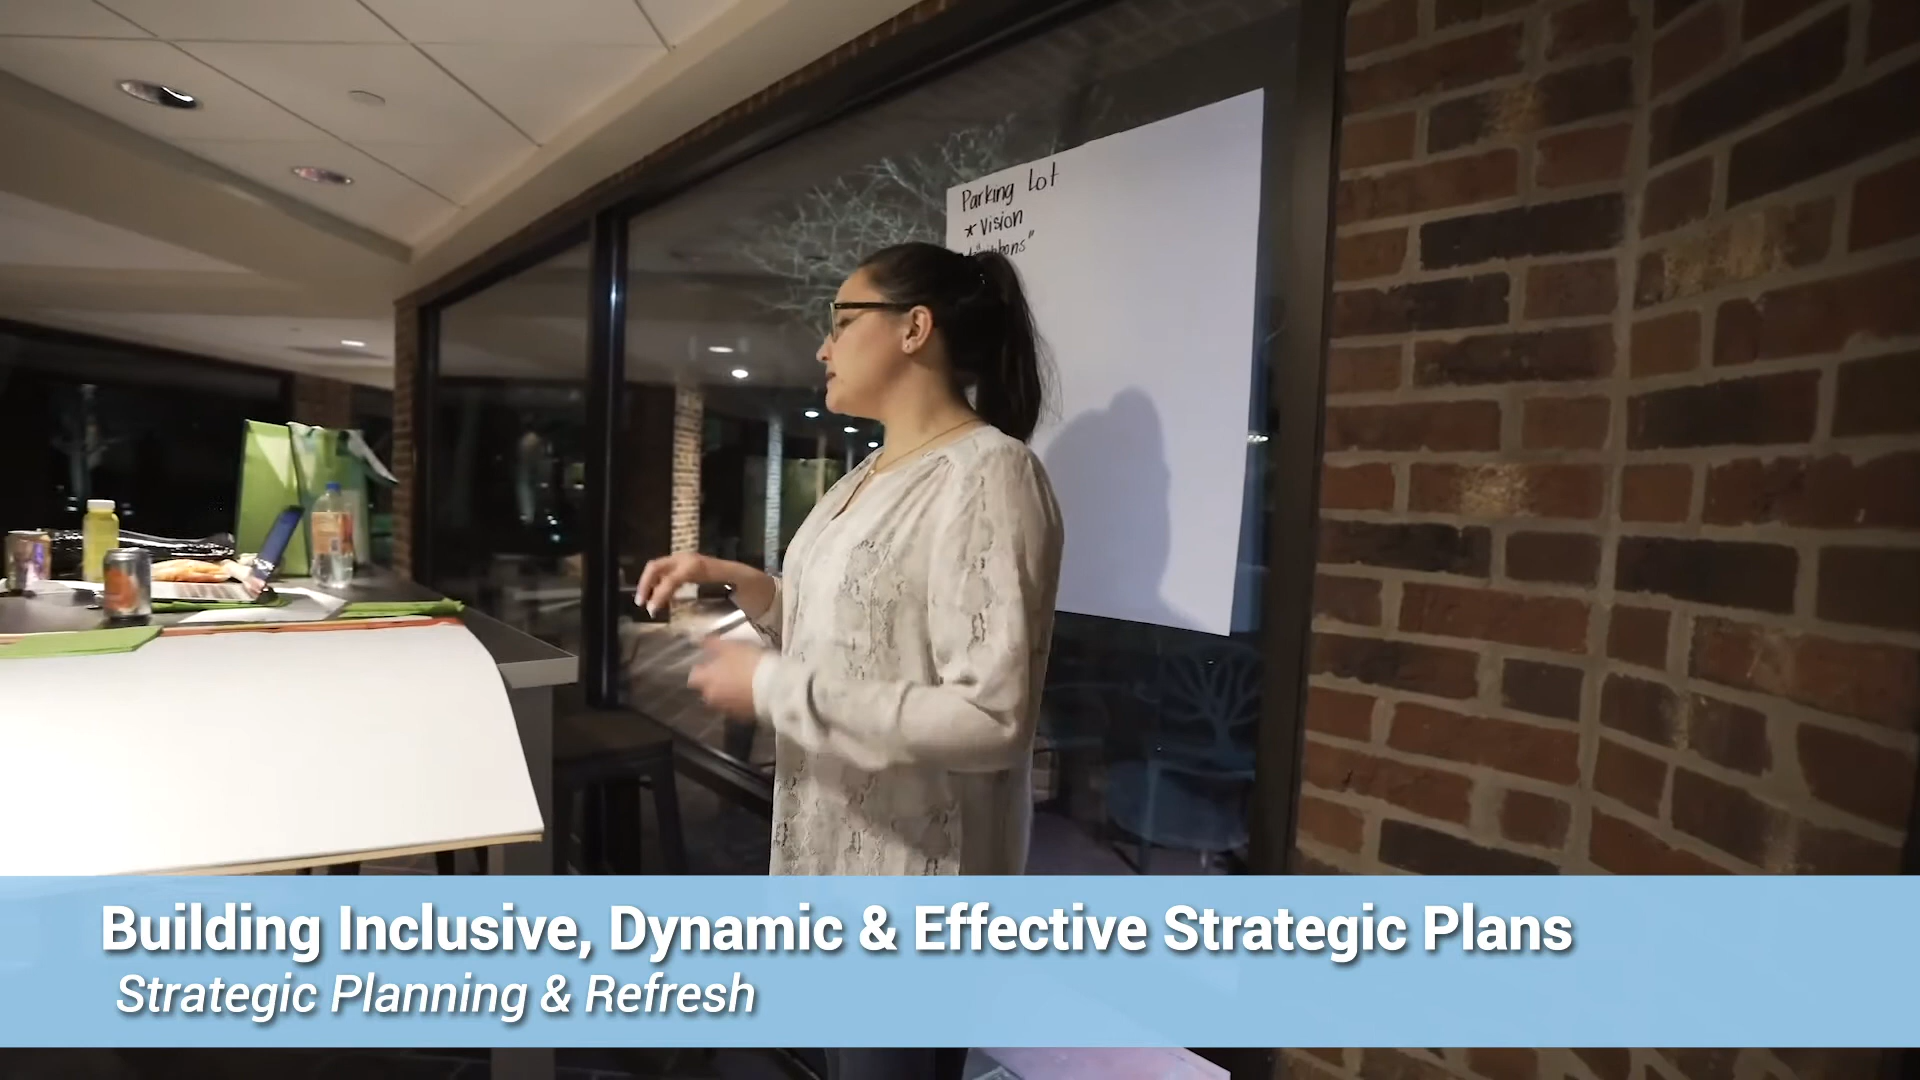 Parking Lot
* Vision
Building Inclusive, Dynamic & Effective Strategic Plans
Strategic Planning & Refresh